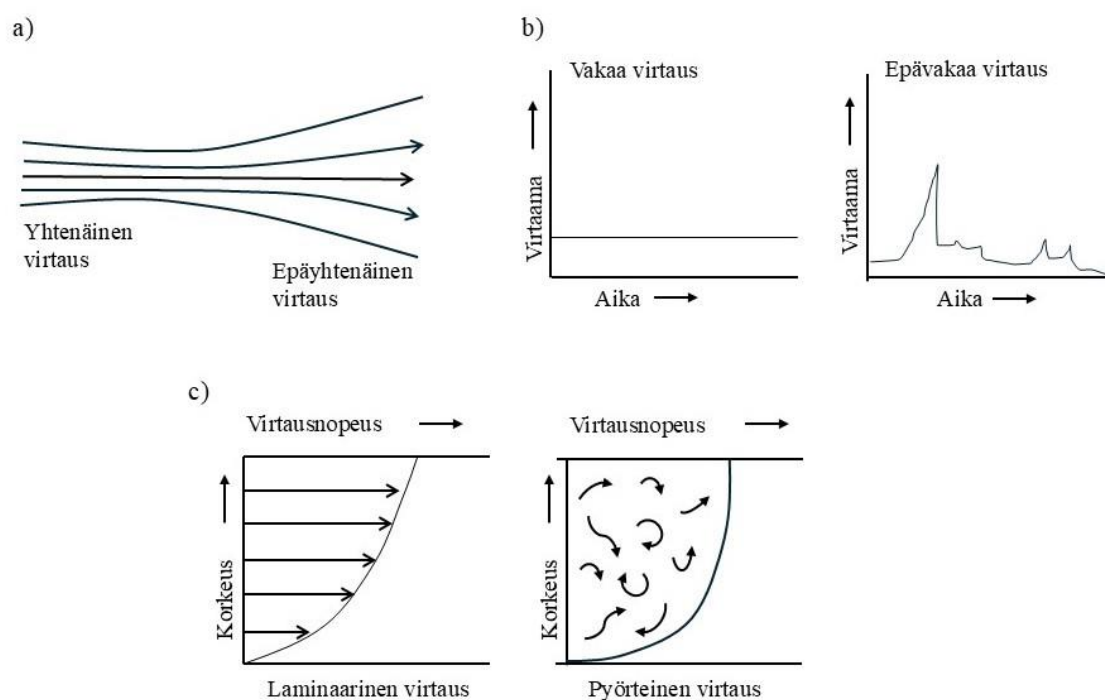 a)
Yhtenäinen
virtaus
Epäyhtenäinen
virtaus
b)
Vakaa virtaus
Virtaama
Aika
Epävakaa virtaus
Virtaama
Aika
c)
Virtausnopeus
Korkeus
Laminaarinen virtaus
Virtausnopeus
Korkeus
Pyörteinen virtaus